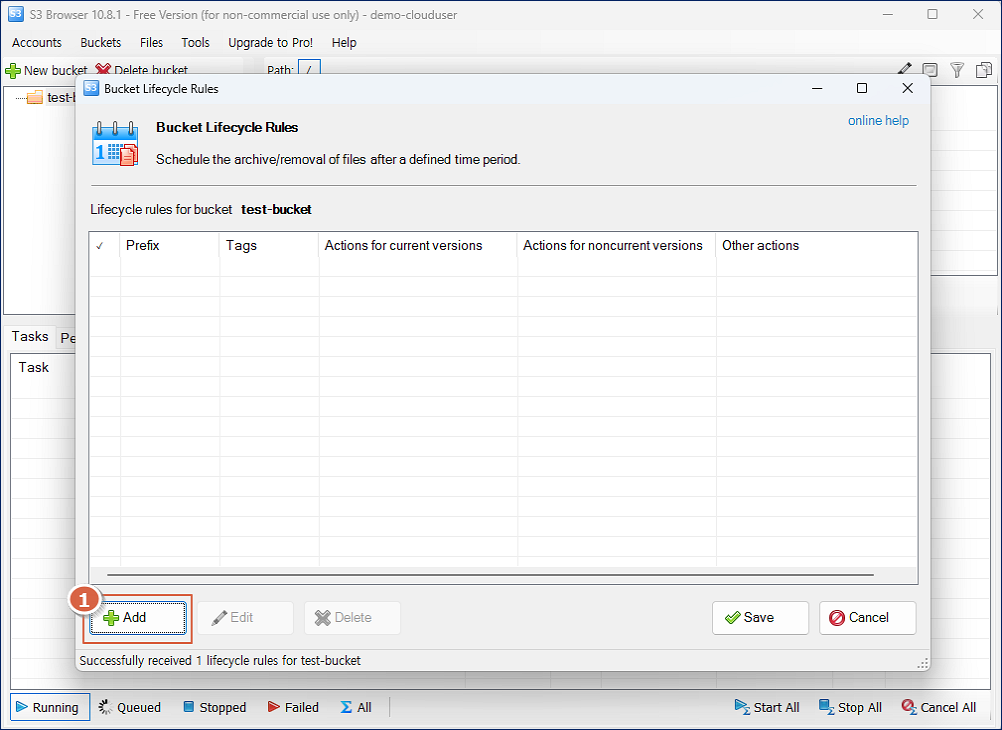 S3 Browser 10.8.1 - Free Version (for non-commercial use only) - demo-clouduser
Accounts Buckets Files Tools Upgrade to Pro! Help
New bucket Delete bucket Path: /
test-b
Bucket Lifecycle Rules
Bucket Lifecycle Rules
online help
Schedule the archive/removal of files after a defined time period.
Lifecycle rules for bucket test-bucket
✓ Prefix Tags Actions for current versions Actions for noncurrent versions Other actions
Tasks Pe
Task
1
Add Edit Delete Save Cancel
Successfully received 1 lifecycle rules for test-bucket
Running Queued Stopped Failed All Start All Stop All Cancel All